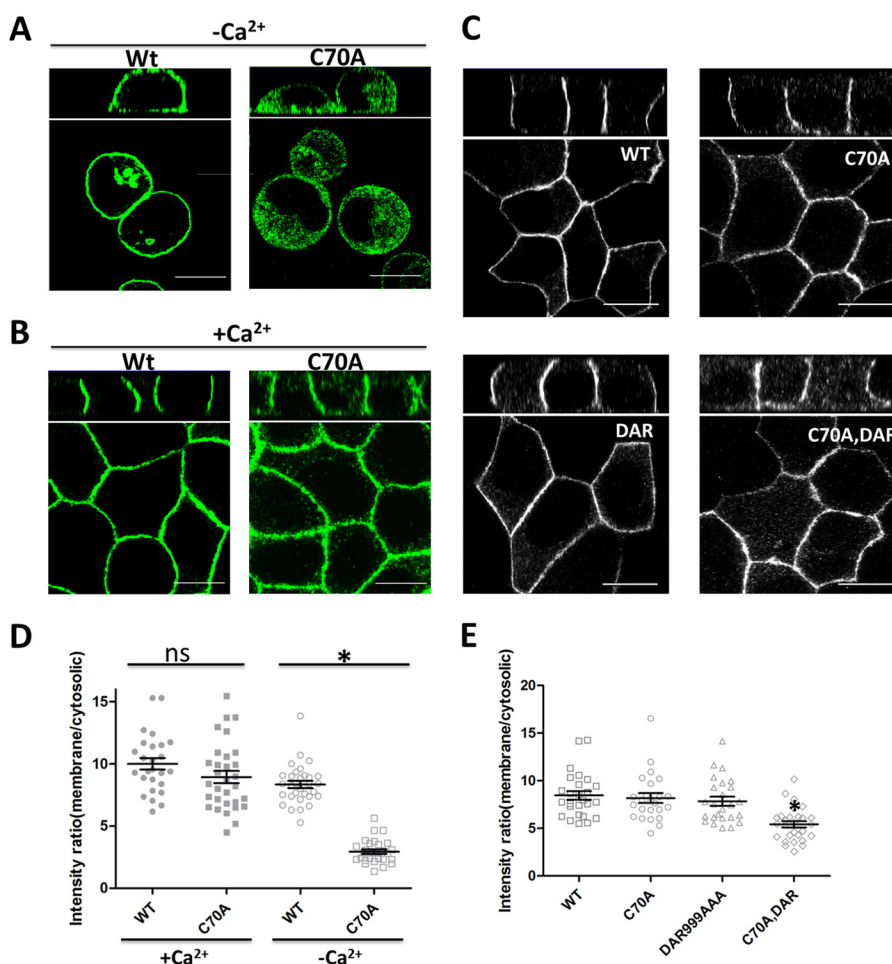 A
-Ca²⁺
Wt
C70A
B
+Ca²⁺
Wt
C70A
C
WT
C70A
DAR
C70A,DAR
D
ns
*
Intensity ratio(membrane/cytosolic)
15
10
5
0
WT
C70A
WT
C70A
+Ca²⁺
-Ca²⁺
E
Intensity ratio(membrane/cytosolic)
20
15
10
5
0
*
WT
C70A
DAR999AAA
C70A,DAR